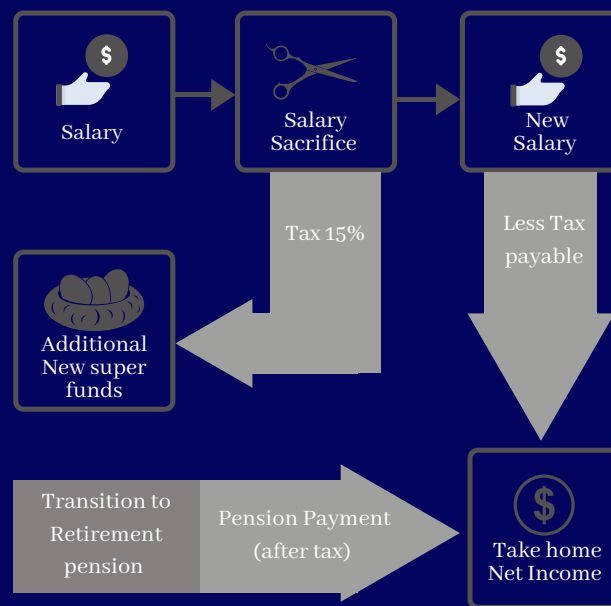 $
Salary
Salary
Sacrifice
$
New
Salary
Tax 15%
Less Tax
payable
Additional
New super
funds
Transition to
Retirement
pension
Pension Payment
(after tax)
$
Take home
Net Income